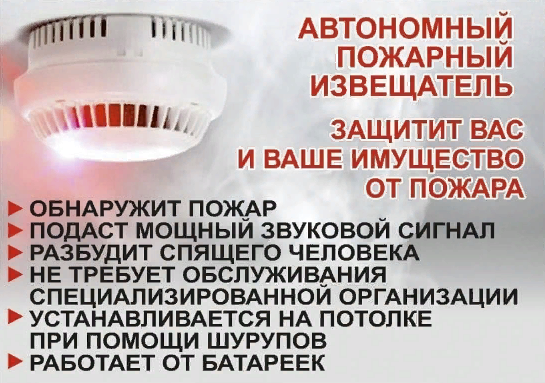 АВТОНОМНЫЙ
ПОЖАРНЫЙ
ИЗВЕЩАТЕЛЬ
ЗАЩИТИТ ВАС
И ВАШЕ ИМУЩЕСТВО
ОТ ПОЖАРА
ОБНАРУЖИТ ПОЖАР
ПОДАСТ МОЩНЫЙ ЗВУКОВОЙ СИГНАЛ
РАЗБУДИТ СПЯЩЕГО ЧЕЛОВЕКА
НЕ ТРЕБУЕТ ОБСЛУЖИВАНИЯ
СПЕЦИАЛИЗИРОВАННОЙ ОРГАНИЗАЦИИ
УСТАНАВЛИВАЕТСЯ НА ПОТОЛКЕ
ПРИ ПОМОЩИ ШУРУПОВ
РАБОТАЕТ ОТ БАТАРЕЕК